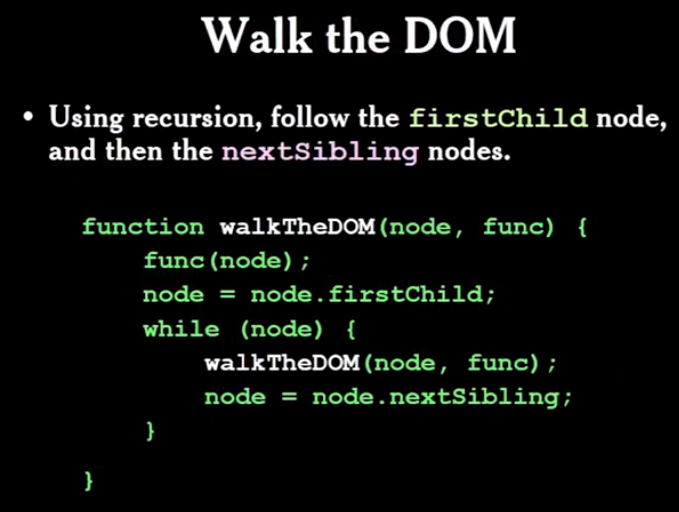 Walk the DOM
• Using recursion, follow the firstChild node,
and then the nextSibling nodes.
function walkTheDOM(node, func) {
    func(node);
    node = node.firstChild;
    while (node) {
        walkTheDOM(node, func);
        node = node.nextSibling;
    }
}